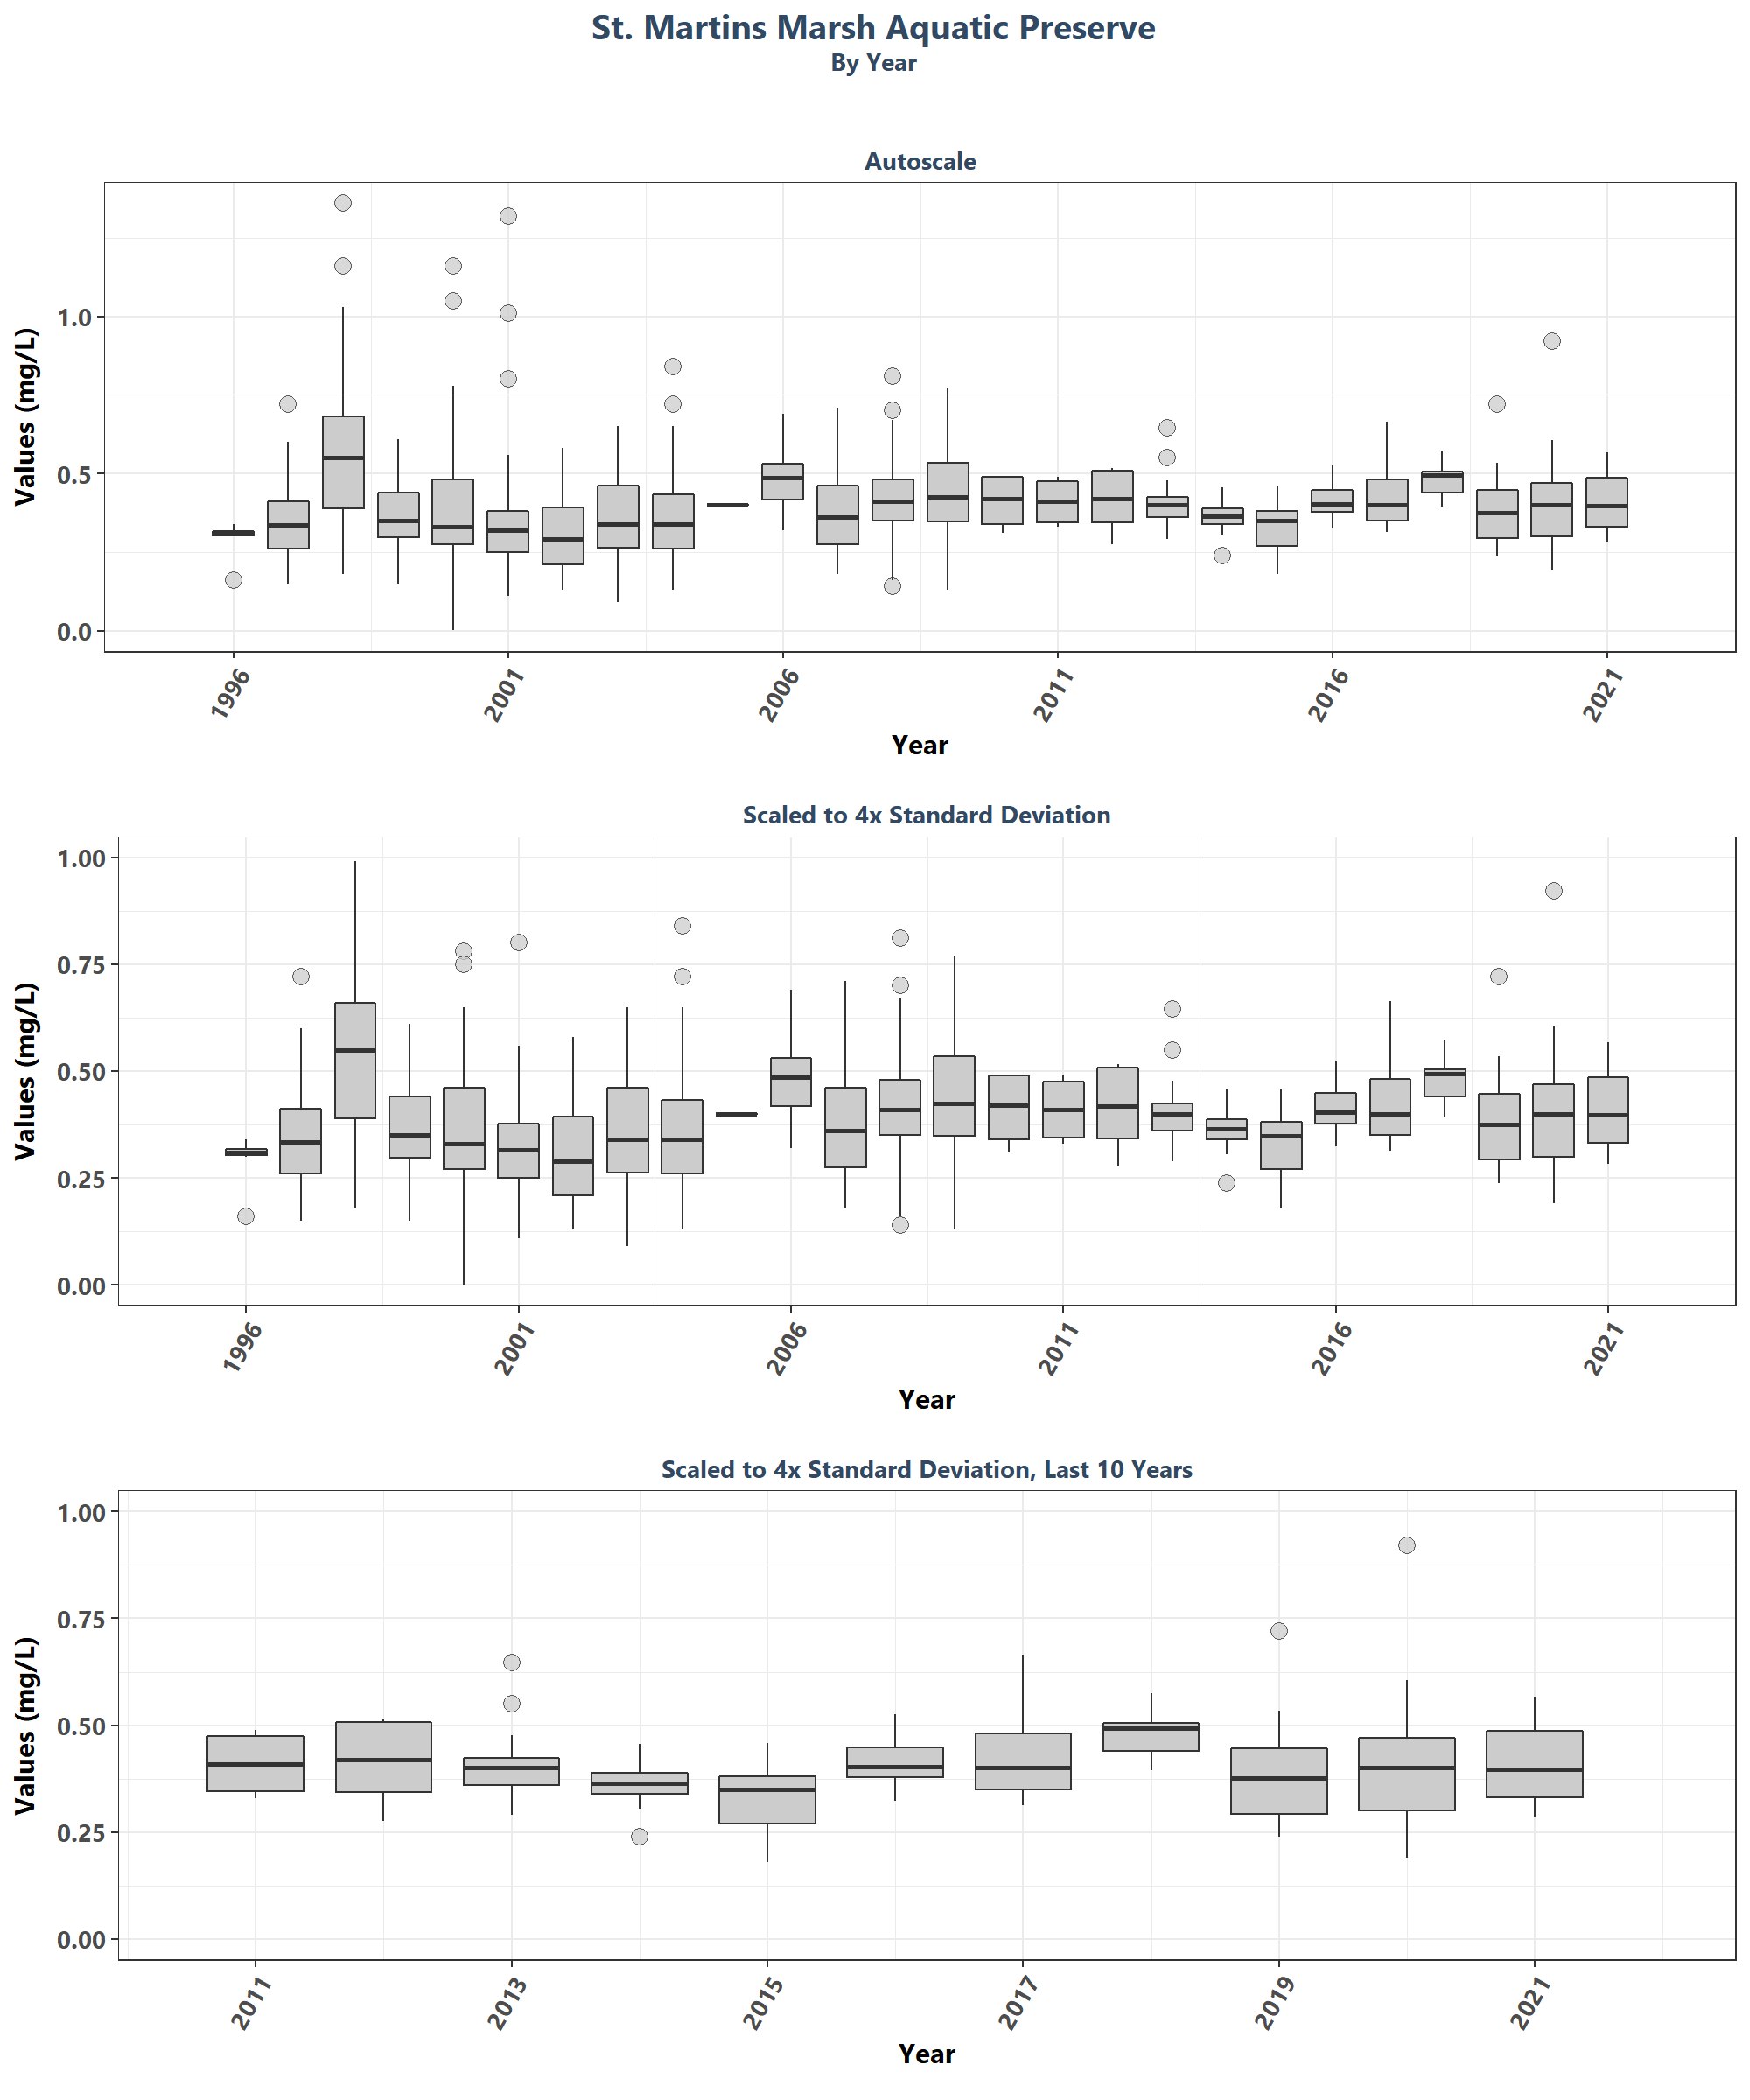 St. Martins Marsh Aquatic Preserve
By Year
Autoscale
Values (mg/L)
1.0
0.5
0.0
1996 2001 2006 2011 2016 2021
Year
Scaled to 4x Standard Deviation
Values (mg/L)
1.00
0.75
0.50
0.25
0.00
1996 2001 2006 2011 2016 2021
Year
Scaled to 4x Standard Deviation, Last 10 Years
Values (mg/L)
1.00
0.75
0.50
0.25
0.00
2011 2013 2015 2017 2019 2021
Year